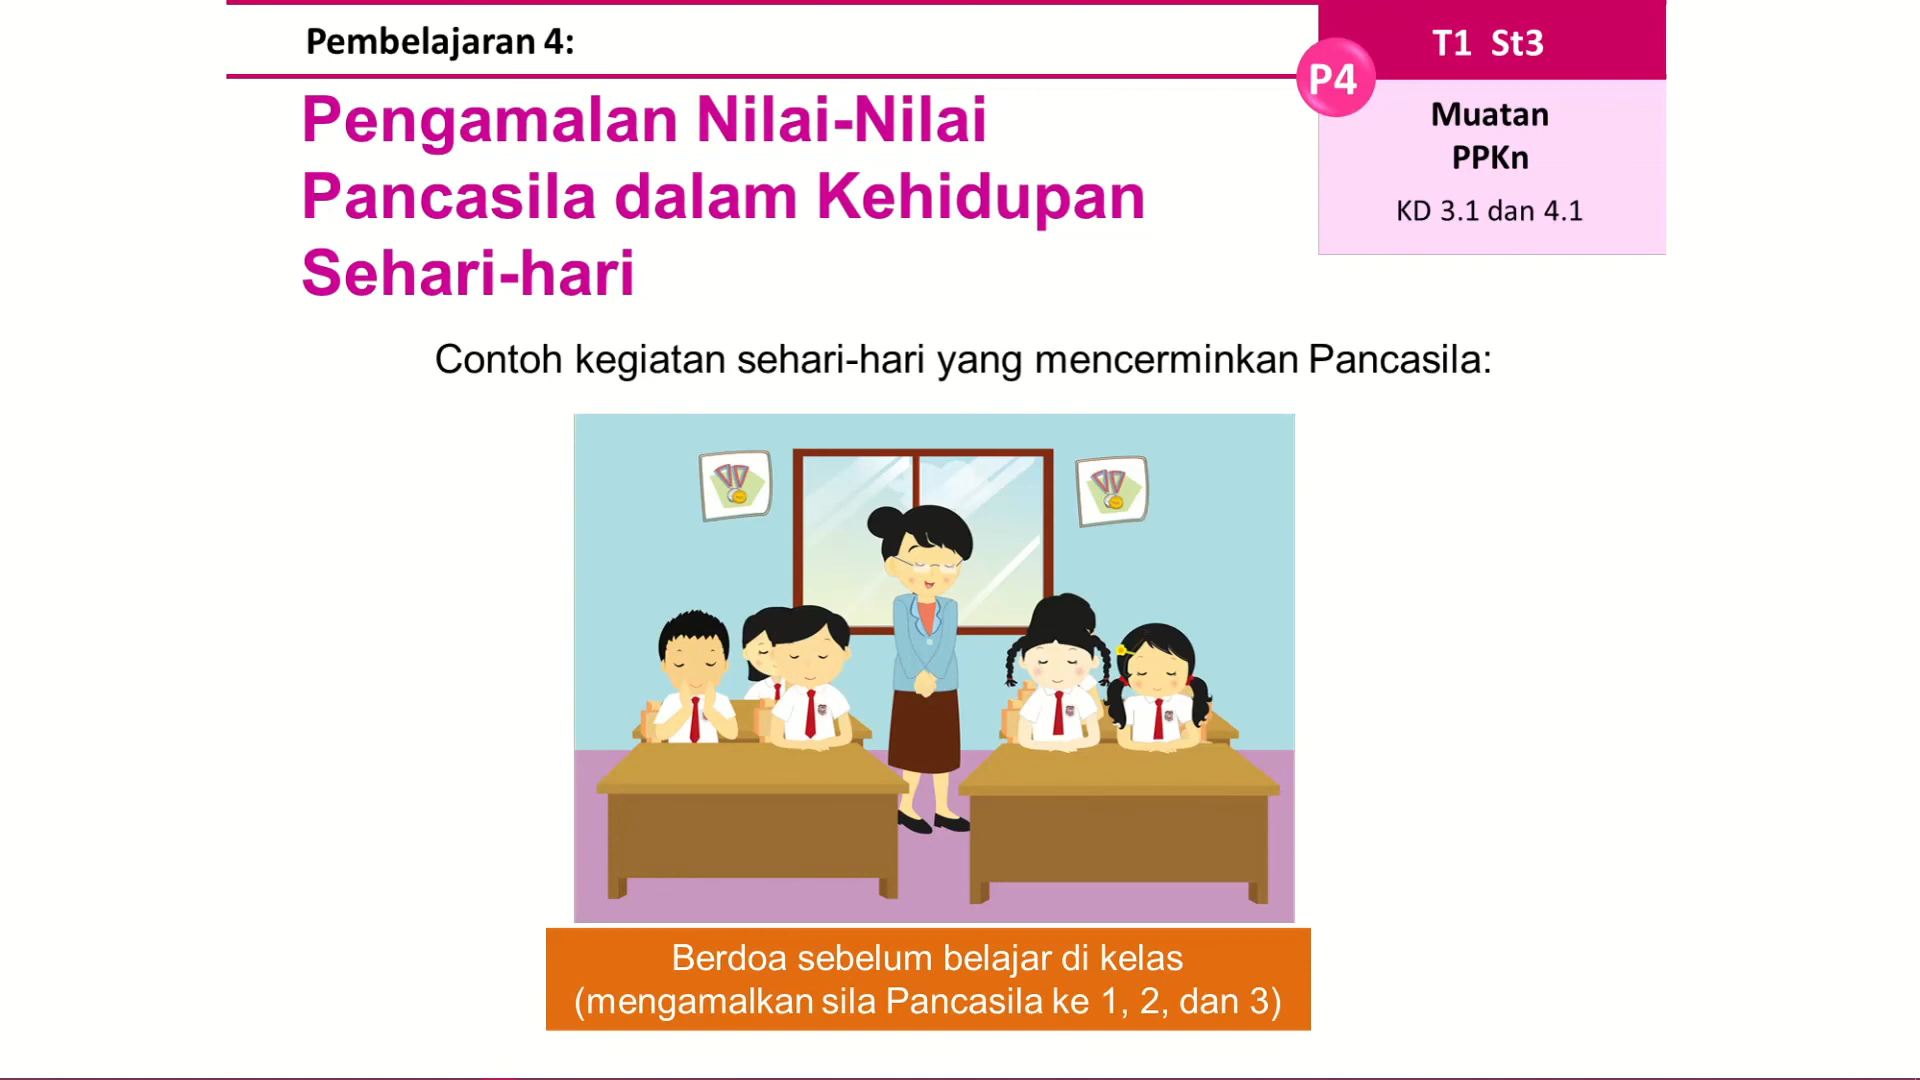 Pembelajaran 4:
T1 St3
P4
Muatan
PPKn
KD 3.1 dan 4.1
Pengamalan Nilai-Nilai
Pancasila dalam Kehidupan
Sehari-hari
Contoh kegiatan sehari-hari yang mencerminkan Pancasila:
Berdoa sebelum belajar di kelas
(mengamalkan sila Pancasila ke 1, 2, dan 3)